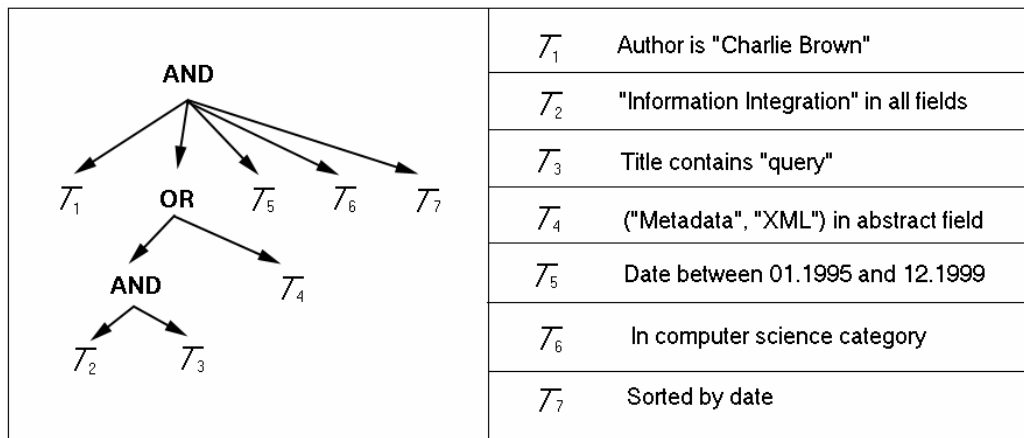 AND
T1 OR T5 T6 T7
AND T4
T2 T3
T1 Author is "Charlie Brown"
T2 "Information Integration" in all fields
T3 Title contains "query"
T4 ("Metadata", "XML") in abstract field
T5 Date between 01.1995 and 12.1999
T6 In computer science category
T7 Sorted by date